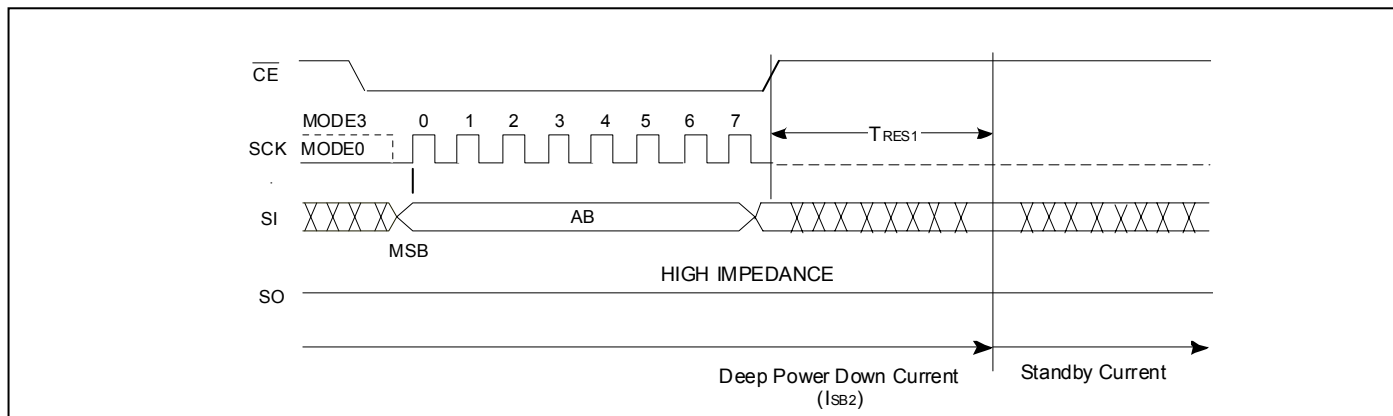 CE
MODE3
0 1 2 3 4 5 6 7
SCK
MODE0
TRES1
SI
AB
MSB
HIGH IMPEDANCE
SO
Deep Power Down Current
(ISB2)
Standby Current